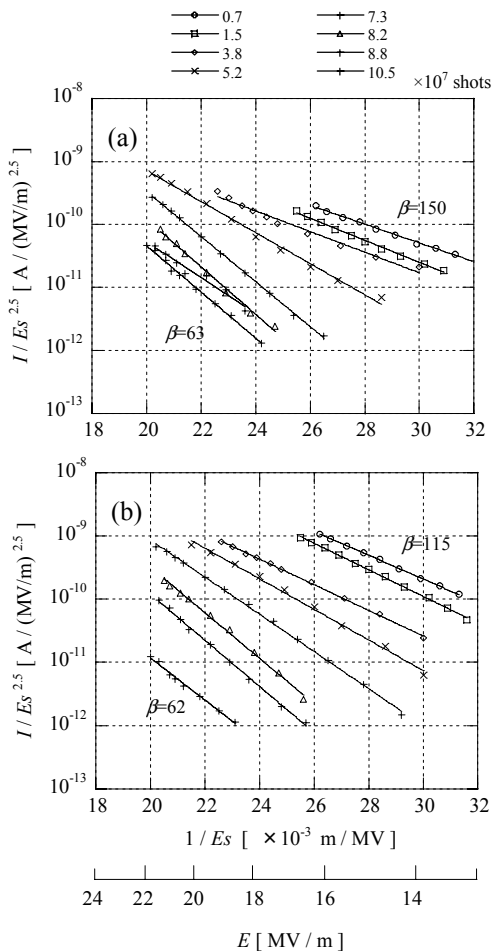 0.7 7.3
1.5 8.2
3.8 8.8
5.2 10.5
×10⁷ shots
10⁻⁸
(a)
10⁻⁹
β=150
10⁻¹⁰
10⁻¹¹
β=63
10⁻¹²
10⁻¹³
I / Es ²·⁵ [ A / (MV/m) ²·⁵ ]
18 20 22 24 26 28 30 32
10⁻⁸
(b)
10⁻⁹
β=115
10⁻¹⁰
10⁻¹¹
β=62
10⁻¹²
10⁻¹³
I / Es ²·⁵ [ A / (MV/m) ²·⁵ ]
18 20 22 24 26 28 30 32
1 / Es [ ×10⁻³ m / MV ]
24 22 20 18 16 14
E [ MV / m ]